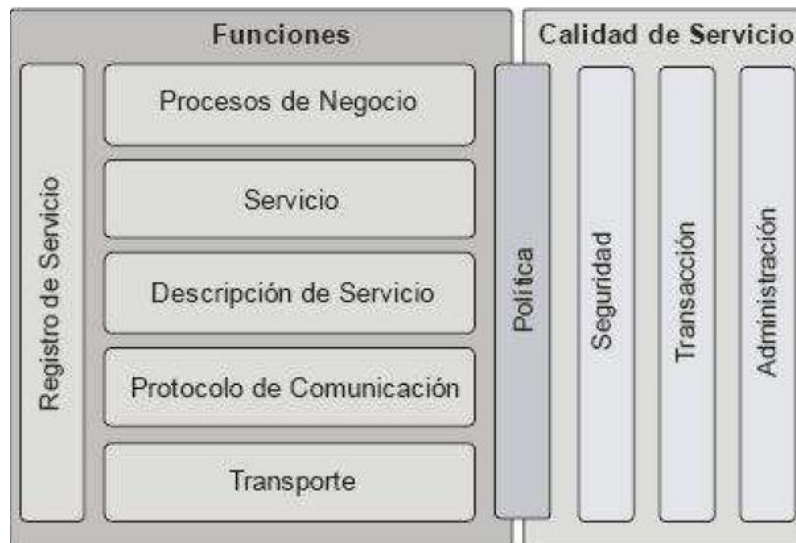 Funciones
Calidad de Servicio
Registro de Servicio
Procesos de Negocio
Servicio
Descripción de Servicio
Protocolo de Comunicación
Transporte
Política
Seguridad
Transacción
Administración